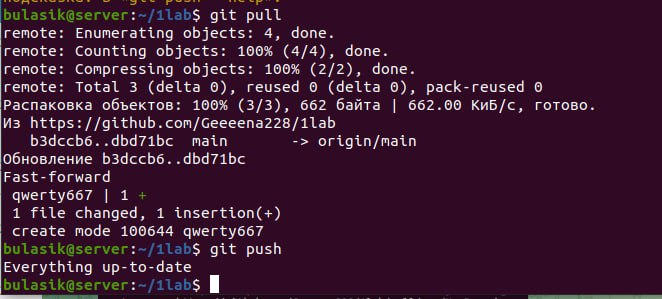 подсказка: з «git push --help».
bulasik@server:~/1lab$ git pull
remote: Enumerating objects: 4, done.
remote: Counting objects: 100% (4/4), done.
remote: Compressing objects: 100% (2/2), done.
remote: Total 3 (delta 0), reused 0 (delta 0), pack-reused 0
Распаковка объектов: 100% (3/3), 662 байта | 662.00 КиБ/с, готово.
Из https://github.com/Geeeena228/1lab
b3dccb6..dbd71bc main -> origin/main
Обновление b3dccb6..dbd71bc
Fast-forward
qwerty667 | 1 +
1 file changed, 1 insertion(+)
create mode 100644 qwerty667
bulasik@server:~/1lab$ git push
Everything up-to-date
bulasik@server:~/1lab$